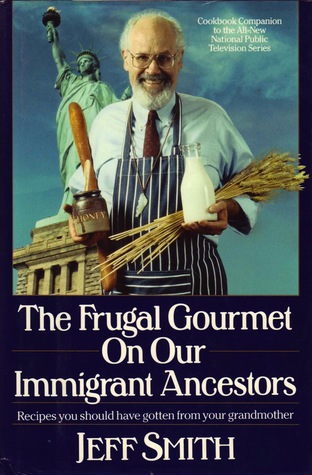 Cookbook Companion
to the All-New
National Public
Television Series
HONEY
The Frugal Gourmet
On Our
Immigrant Ancestors
Recipes you should have gotten from your grandmother
JEFF SMITH